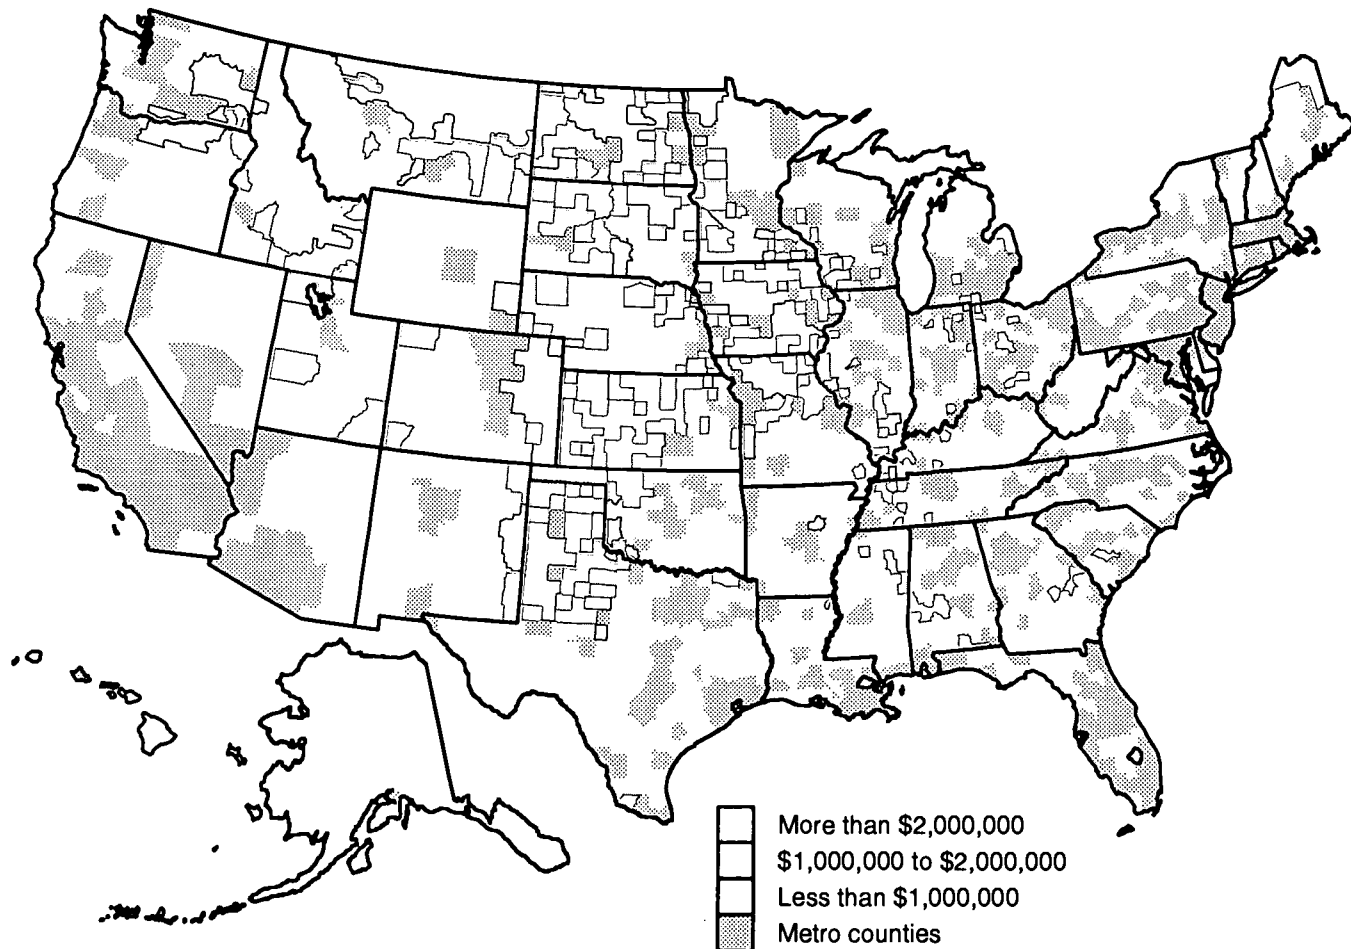 More than $2,000,000
$1,000,000 to $2,000,000
Less than $1,000,000
Metro counties